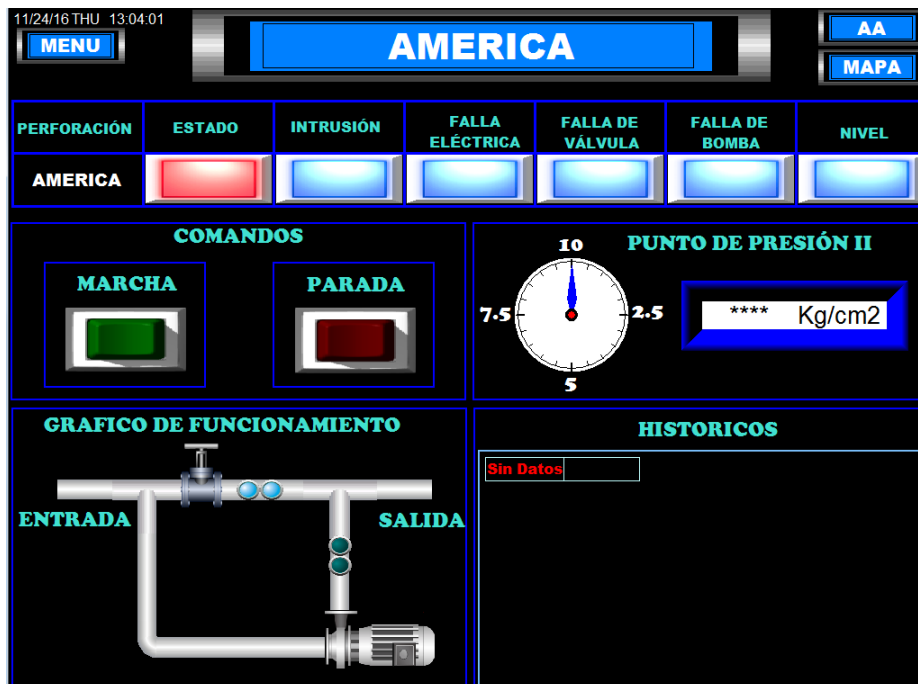 11/24/16 THU 13:04:01
MENU
AMERICA
AA
MAPA
PERFORACIÓN
ESTADO
INTRUSIÓN
FALLA
ELÉCTRICA
FALLA DE
VÁLVULA
FALLA DE
BOMBA
NIVEL
AMERICA
COMANDOS
MARCHA
PARADA
PUNTO DE PRESIÓN II
10
7.5
2.5
5
**** Kg/cm2
GRAFICO DE FUNCIONAMIENTO
ENTRADA
SALIDA
HISTORICOS
Sin Datos